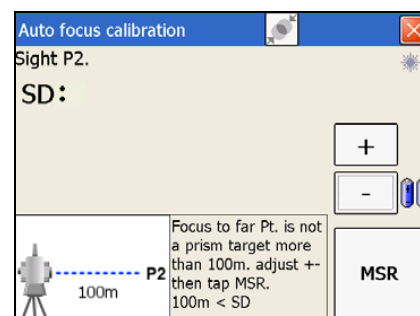 Auto focus calibration
Sight P2.
SD:
+
-
Focus to far Pt. is not
a prism target more
than 100m. adjust +-
then tap MSR.
100m < SD
P2
100m
MSR